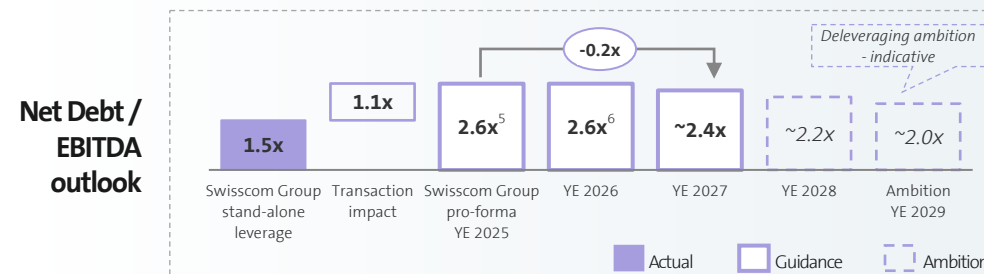 Net Debt /
EBITDA
outlook
-0.2x
Deleveraging ambition
- indicative
1.5x
1.1x
2.6x⁵
2.6x⁶
~2.4x
~2.2x
~2.0x
Swisscom Group
stand-alone
leverage
Transaction
impact
Swisscom Group
pro-forma
YE 2025
YE 2026
YE 2027
YE 2028
Ambition
YE 2029
Actual
Guidance
Ambition